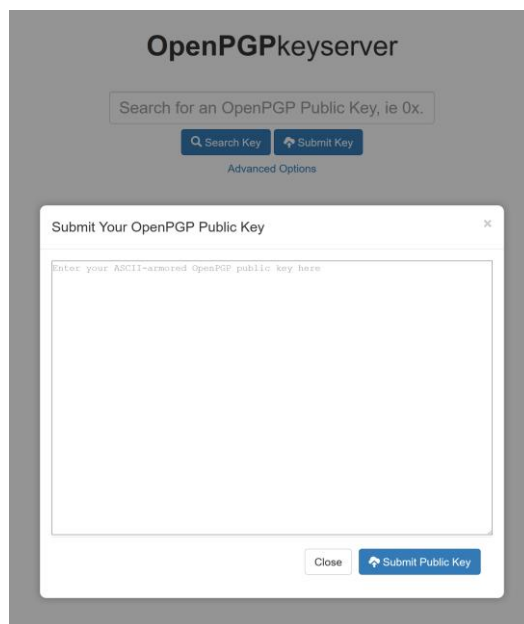 OpenPGPkeyserver
Search for an OpenPGP Public Key, ie 0x.
Search Key Submit Key
Advanced Options
Submit Your OpenPGP Public Key ×
Enter your ASCII-armored OpenPGP public key here
Close Submit Public Key